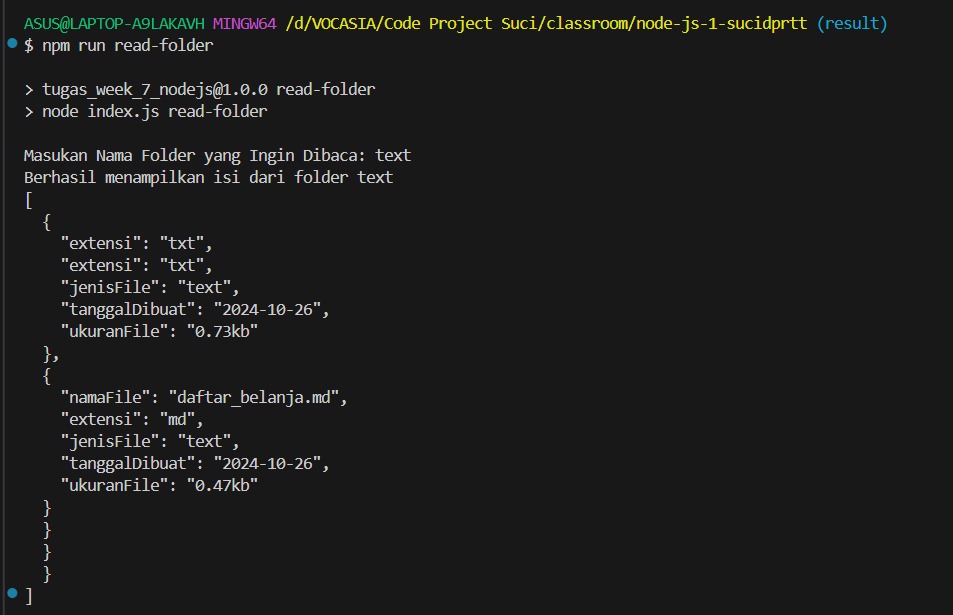 ASUS@LAPTOP-A9LAKAVH MINGW64 /d/VOCASIA/Code Project Suci/classroom/node-js-1-sucidprtt (result)
$ npm run read-folder
> tugas_week_7_nodejs@1.0.0 read-folder
> node index.js read-folder
Masukan Nama Folder yang Ingin Dibaca: text
Berhasil menampilkan isi dari folder text
[
  {
    "extensi": "txt",
    "extensi": "txt",
    "jenisFile": "text",
    "tanggalDibuat": "2024-10-26",
    "ukuranFile": "0.73kb"
  },
  {
    "namaFile": "daftar_belanja.md",
    "extensi": "md",
    "jenisFile": "text",
    "tanggalDibuat": "2024-10-26",
    "ukuranFile": "0.47kb"
  }
  }
  }
  }
]